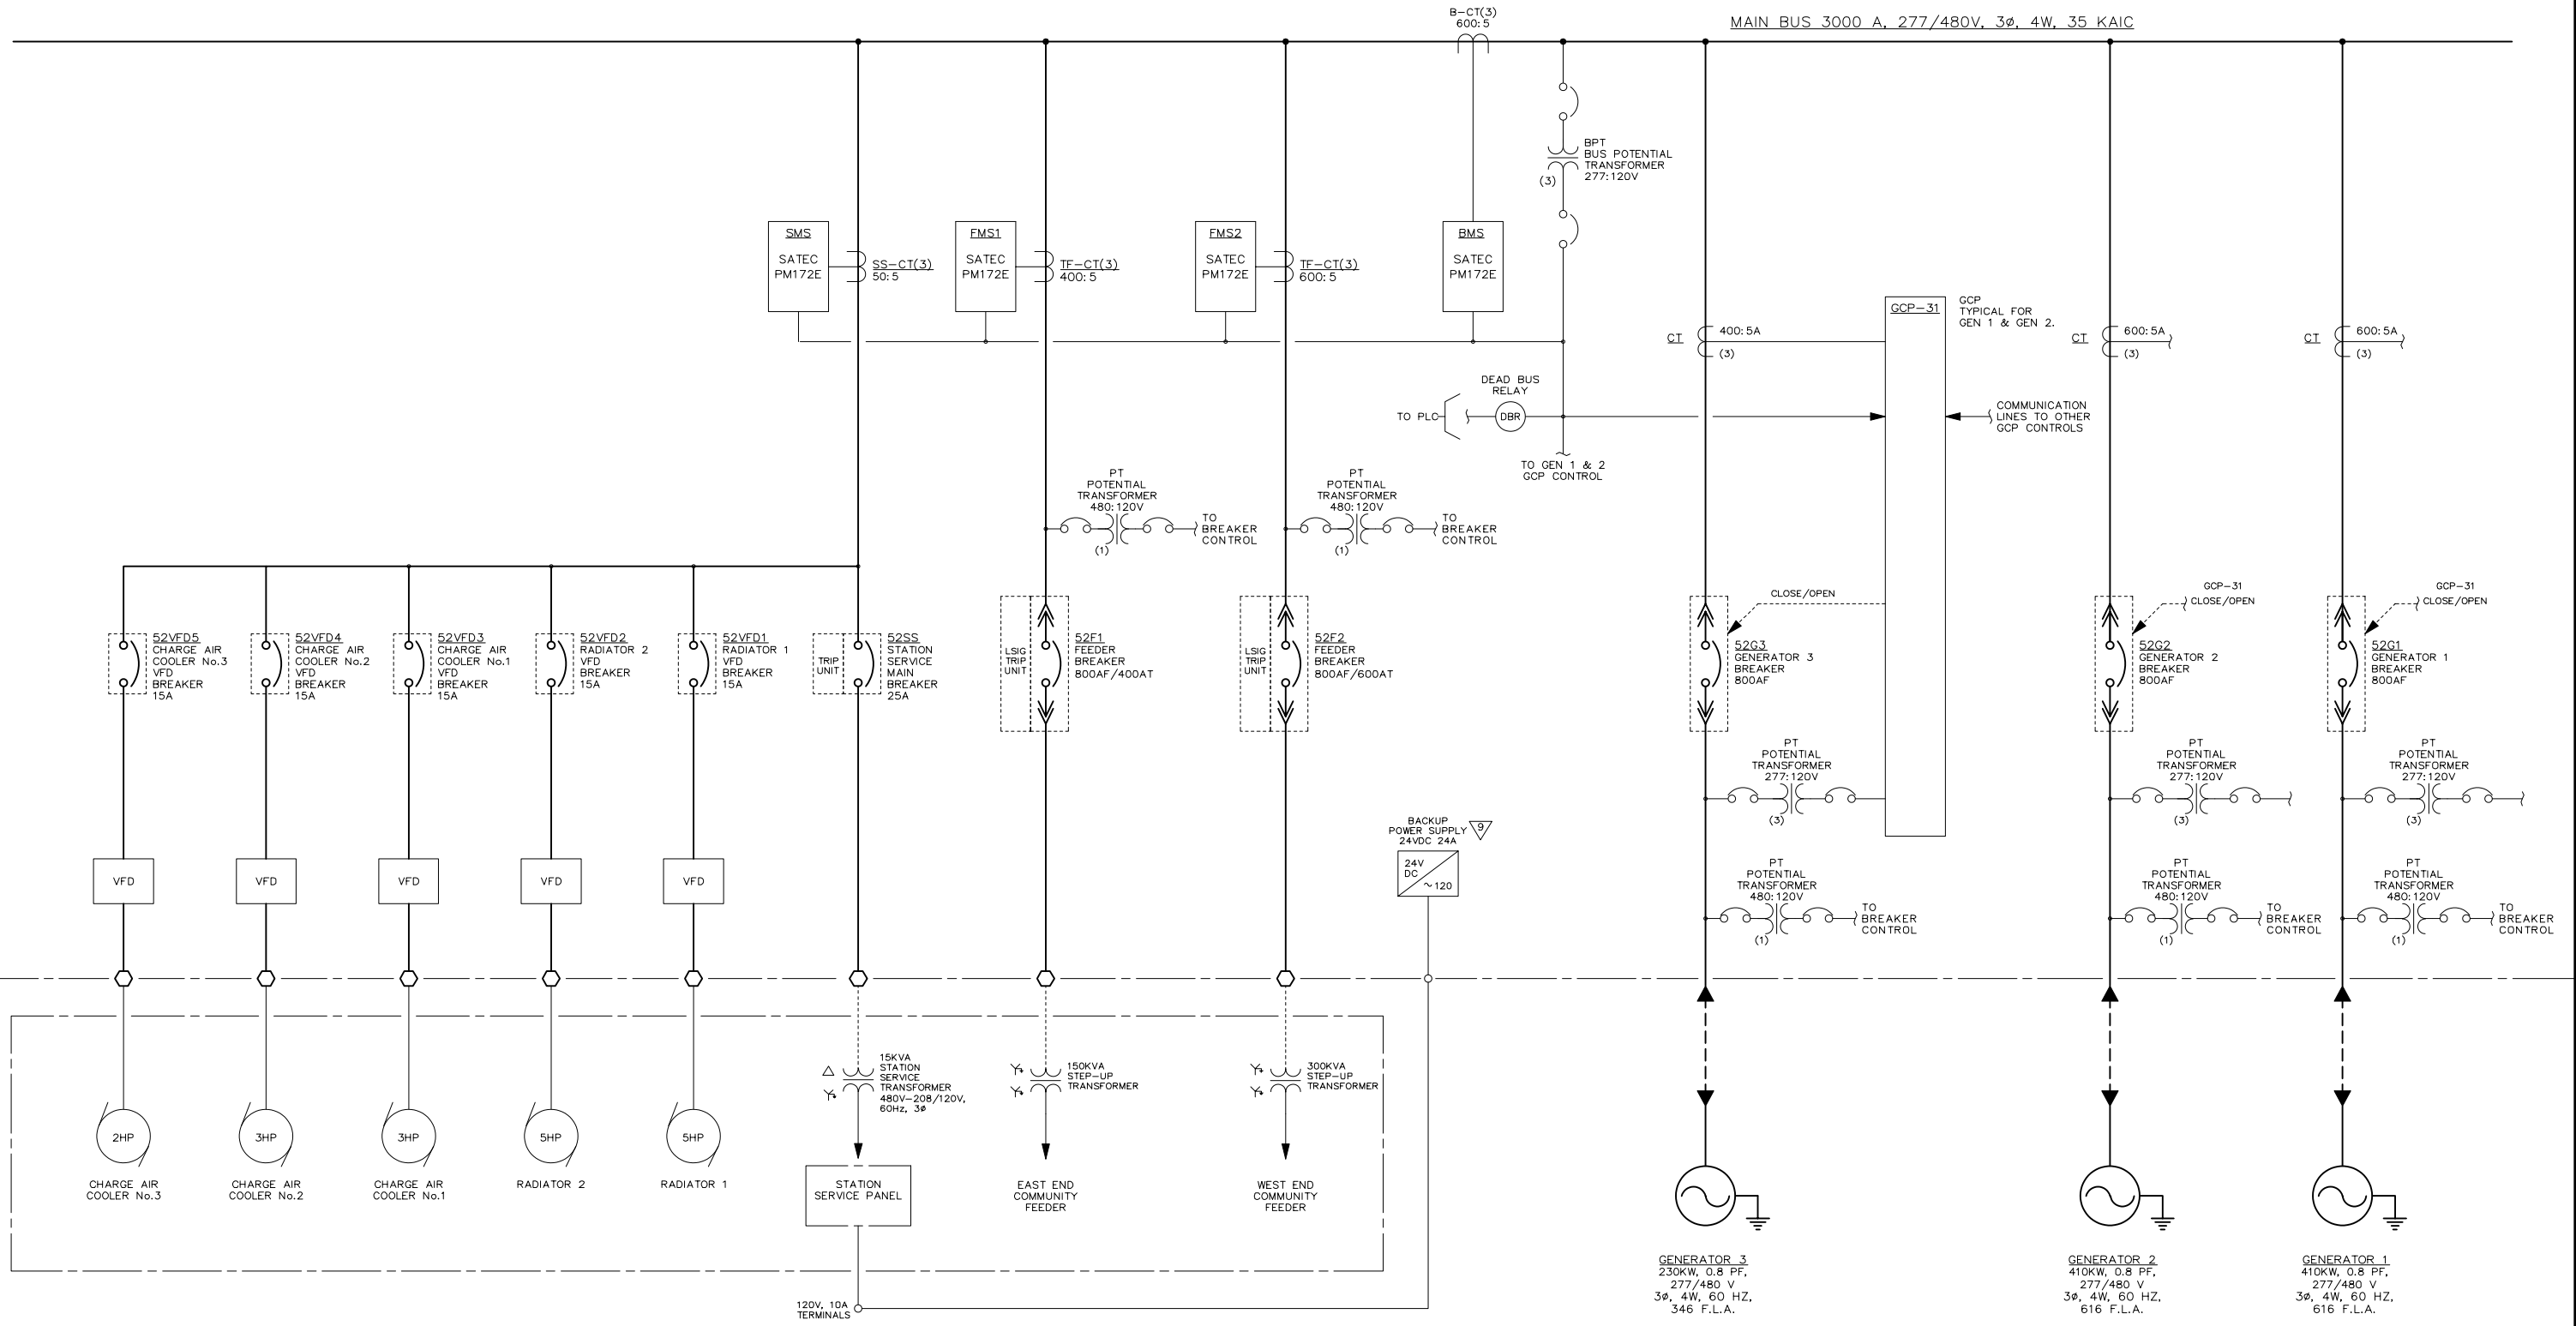 B-CT(3)
600:5
MAIN BUS 3000 A, 277/480V, 3ø, 4W, 35 KAIC
BPT
BUS POTENTIAL
TRANSFORMER
277:120V
(3)
SMS
SATEC
PM172E
SS-CT(3)
50:5
FMS1
SATEC
PM172E
TF-CT(3)
400:5
FMS2
SATEC
PM172E
TF-CT(3)
600:5
BMS
SATEC
PM172E
GCP-31
GCP
TYPICAL FOR
GEN 1 & GEN 2.
CT
400:5A
(3)
CT
600:5A
(3)
CT
600:5A
(3)
DEAD BUS
RELAY
TO PLC
DBR
COMMUNICATION
LINES TO OTHER
GCP CONTROLS
TO GEN 1 & 2
GCP CONTROL
PT
POTENTIAL
TRANSFORMER
480:120V
(1)
TO
BREAKER
CONTROL
PT
POTENTIAL
TRANSFORMER
480:120V
(1)
TO
BREAKER
CONTROL
CLOSE/OPEN
GCP-31
CLOSE/OPEN
GCP-31
CLOSE/OPEN
52VFD5
CHARGE AIR
COOLER No.3
VFD
BREAKER
15A
52VFD4
CHARGE AIR
COOLER No.2
VFD
BREAKER
15A
52VFD3
CHARGE AIR
COOLER No.1
VFD
BREAKER
15A
52VFD2
RADIATOR 2
VFD
BREAKER
15A
52VFD1
RADIATOR 1
VFD
BREAKER
15A
TRIP
UNIT
52SS
STATION
SERVICE
MAIN
BREAKER
25A
LSIG
TRIP
UNIT
52F1
FEEDER
BREAKER
800AF/400AT
LSIG
TRIP
UNIT
52F2
FEEDER
BREAKER
800AF/600AT
52G3
GENERATOR 3
BREAKER
800AF
52G2
GENERATOR 2
BREAKER
800AF
52G1
GENERATOR 1
BREAKER
800AF
PT
POTENTIAL
TRANSFORMER
277:120V
(3)
PT
POTENTIAL
TRANSFORMER
277:120V
(3)
PT
POTENTIAL
TRANSFORMER
277:120V
(3)
BACKUP
POWER SUPPLY
24VDC 24A
9
24V
DC
~120
VFD
VFD
VFD
VFD
VFD
PT
POTENTIAL
TRANSFORMER
480:120V
(1)
TO
BREAKER
CONTROL
PT
POTENTIAL
TRANSFORMER
480:120V
(1)
TO
BREAKER
CONTROL
PT
POTENTIAL
TRANSFORMER
480:120V
(1)
TO
BREAKER
CONTROL
15KVA
STATION
SERVICE
TRANSFORMER
480V-208/120V,
60Hz, 3ø
150KVA
STEP-UP
TRANSFORMER
300KVA
STEP-UP
TRANSFORMER
2HP
3HP
3HP
5HP
5HP
CHARGE AIR
COOLER No.3
CHARGE AIR
COOLER No.2
CHARGE AIR
COOLER No.1
RADIATOR 2
RADIATOR 1
STATION
SERVICE PANEL
EAST END
COMMUNITY
FEEDER
WEST END
COMMUNITY
FEEDER
120V, 10A
TERMINALS
GENERATOR 3
230KW, 0.8 PF,
277/480 V
3ø, 4W, 60 HZ,
346 F.L.A.
GENERATOR 2
410KW, 0.8 PF,
277/480 V
3ø, 4W, 60 HZ,
616 F.L.A.
GENERATOR 1
410KW, 0.8 PF,
277/480 V
3ø, 4W, 60 HZ,
616 F.L.A.